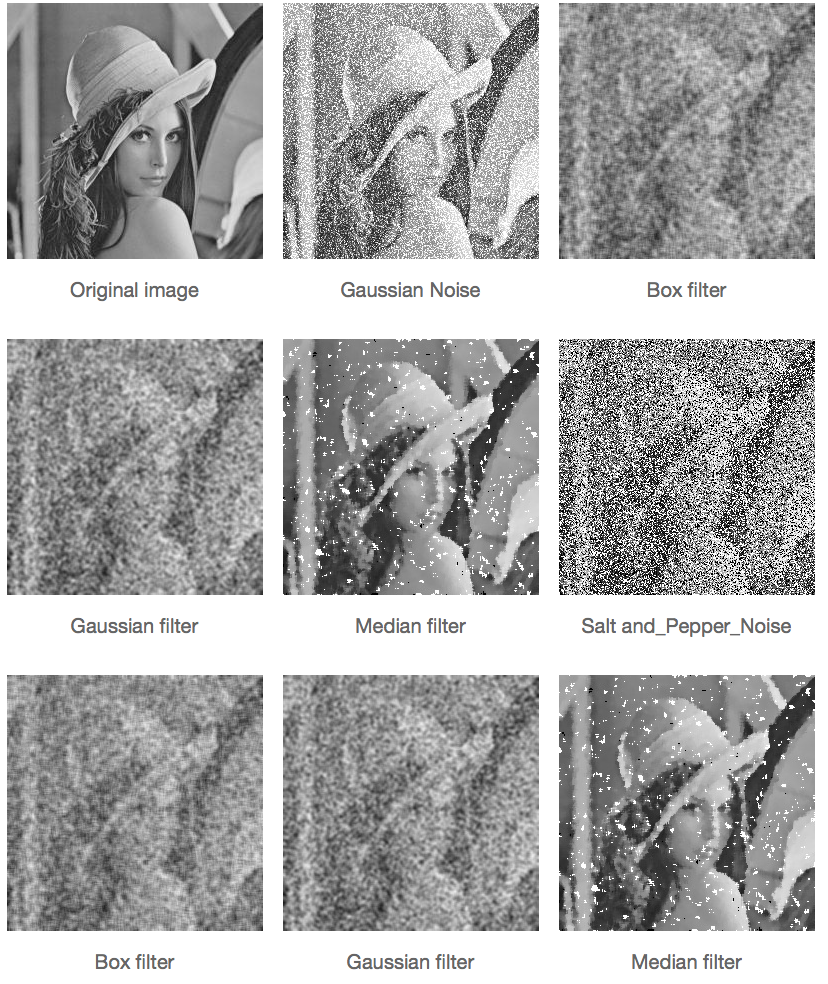 Original image
Gaussian Noise
Box filter
Gaussian filter
Median filter
Salt and_Pepper_Noise
Box filter
Gaussian filter
Median filter